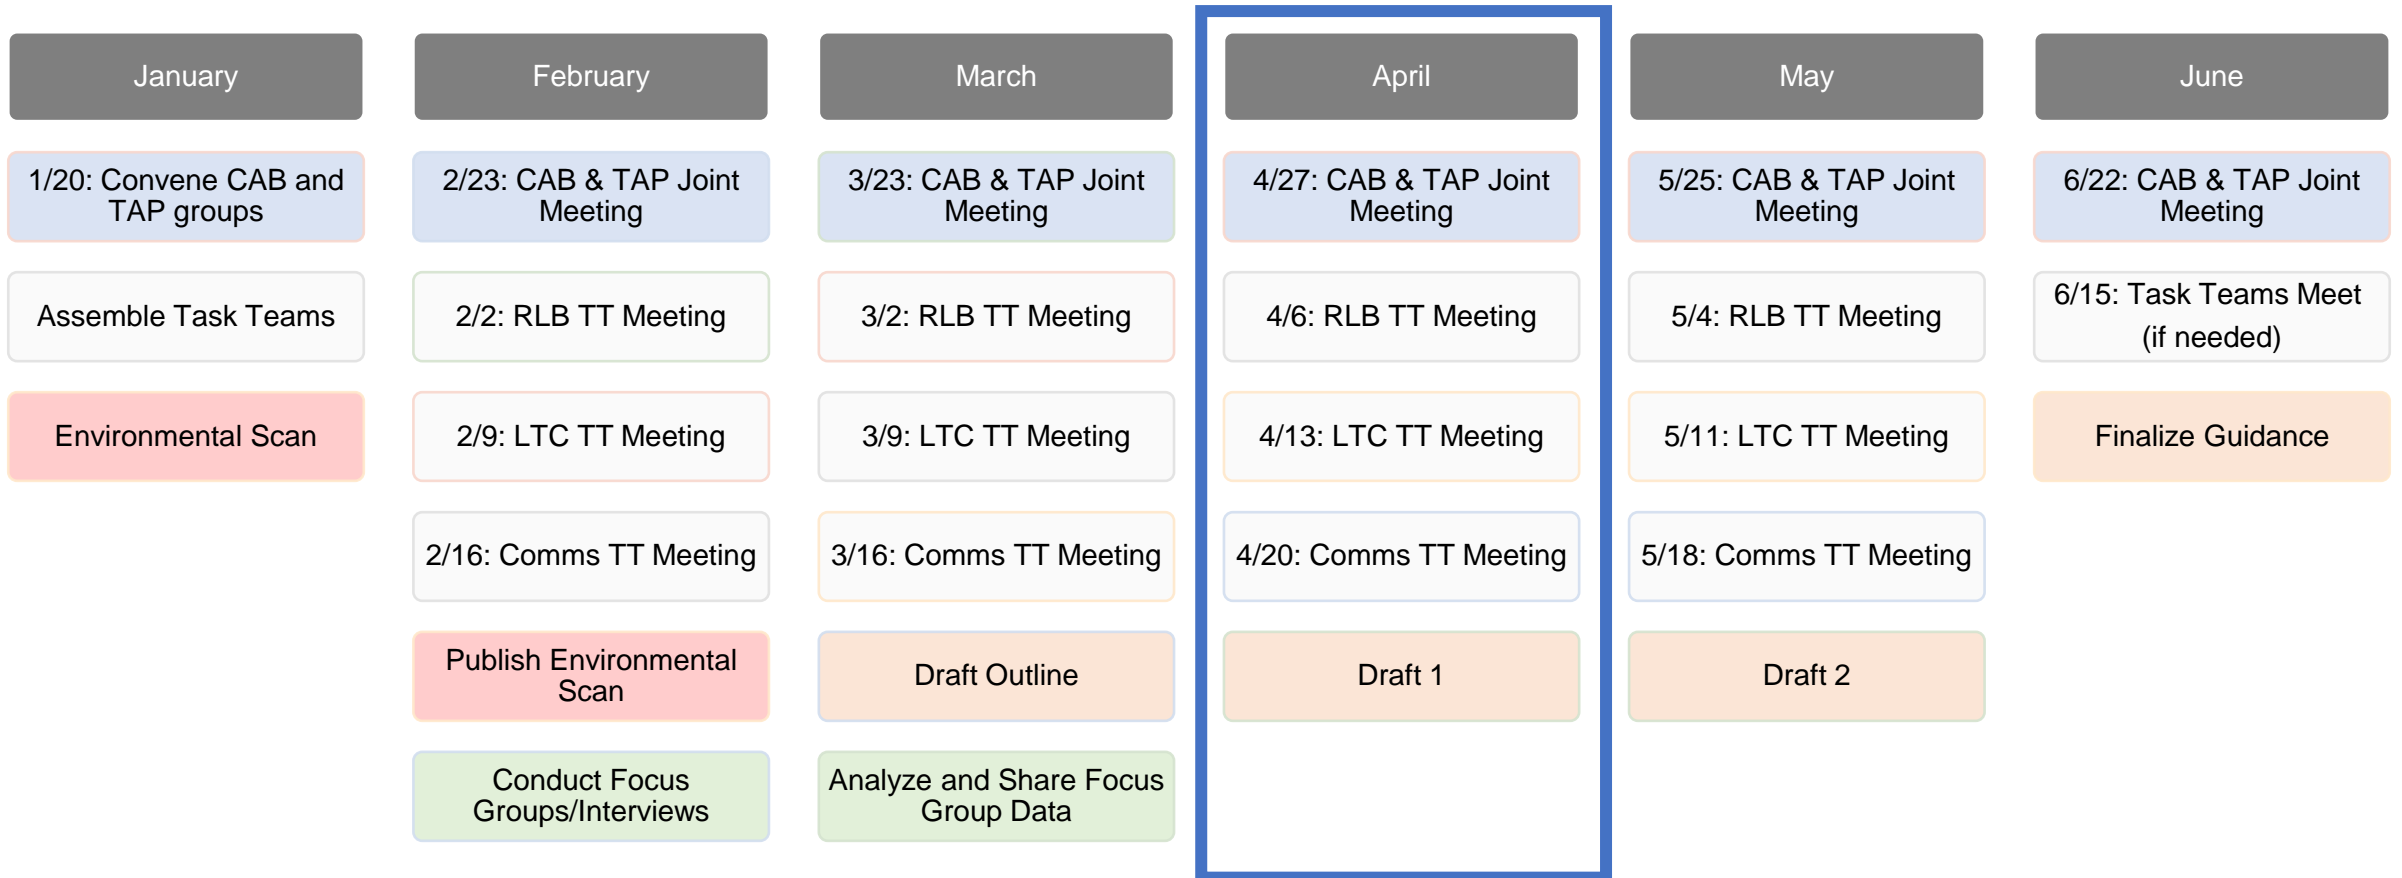 January
1/20: Convene CAB and
TAP groups
Assemble Task Teams
Environmental Scan
February
2/23: CAB & TAP Joint
Meeting
2/2: RLB TT Meeting
2/9: LTC TT Meeting
2/16: Comms TT Meeting
Publish Environmental
Scan
Conduct Focus
Groups/Interviews
March
3/23: CAB & TAP Joint
Meeting
3/2: RLB TT Meeting
3/9: LTC TT Meeting
3/16: Comms TT Meeting
Draft Outline
Analyze and Share Focus
Group Data
April
4/27: CAB & TAP Joint
Meeting
4/6: RLB TT Meeting
4/13: LTC TT Meeting
4/20: Comms TT Meeting
Draft 1
May
5/25: CAB & TAP Joint
Meeting
5/4: RLB TT Meeting
5/11: LTC TT Meeting
5/18: Comms TT Meeting
Draft 2
June
6/22: CAB & TAP Joint
Meeting
6/15: Task Teams Meet
(if needed)
Finalize Guidance